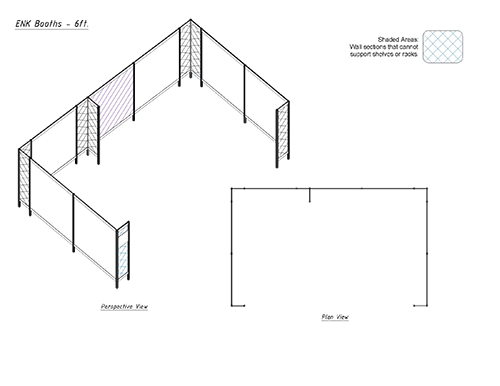 ENK Booths - 6ft.
Shaded Areas:
Wall sections that cannot
support shelves or racks.
Perspective View
Plan View